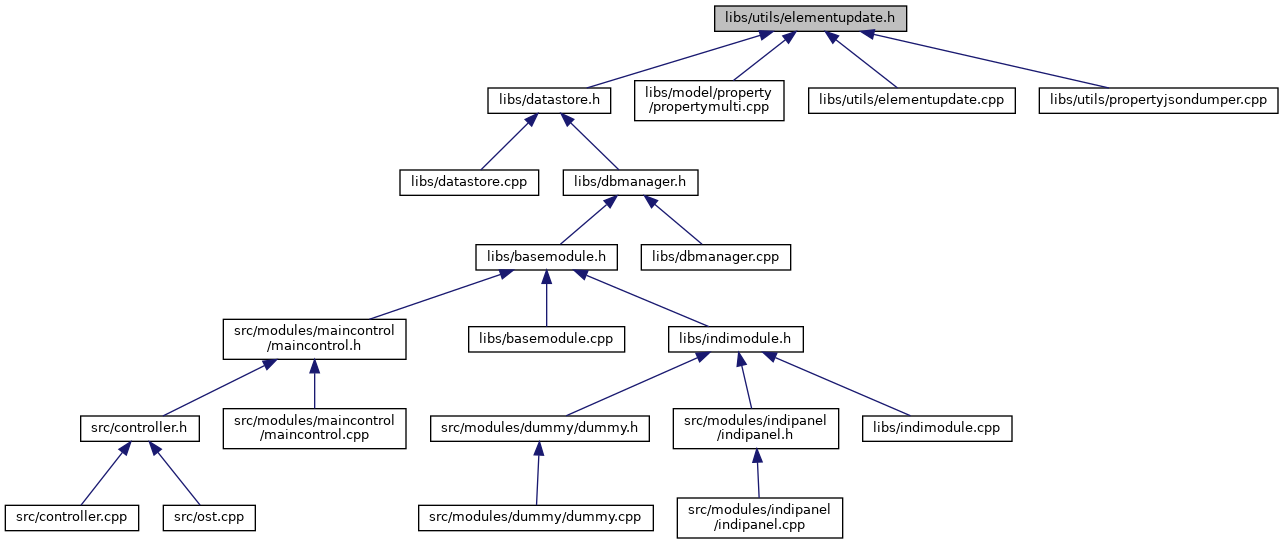 libs/utils/elementupdate.h
libs/datastore.h
libs/model/property
/propertymulti.cpp
libs/utils/elementupdate.cpp
libs/utils/propertyjsondumper.cpp
libs/datastore.cpp
libs/dbmanager.h
libs/basemodule.h
libs/dbmanager.cpp
src/modules/maincontrol
/maincontrol.h
libs/basemodule.cpp
libs/indimodule.h
src/controller.h
src/modules/maincontrol
/maincontrol.cpp
src/modules/dummy/dummy.h
src/modules/indipanel
/indipanel.h
libs/indimodule.cpp
src/controller.cpp
src/ost.cpp
src/modules/dummy/dummy.cpp
src/modules/indipanel
/indipanel.cpp